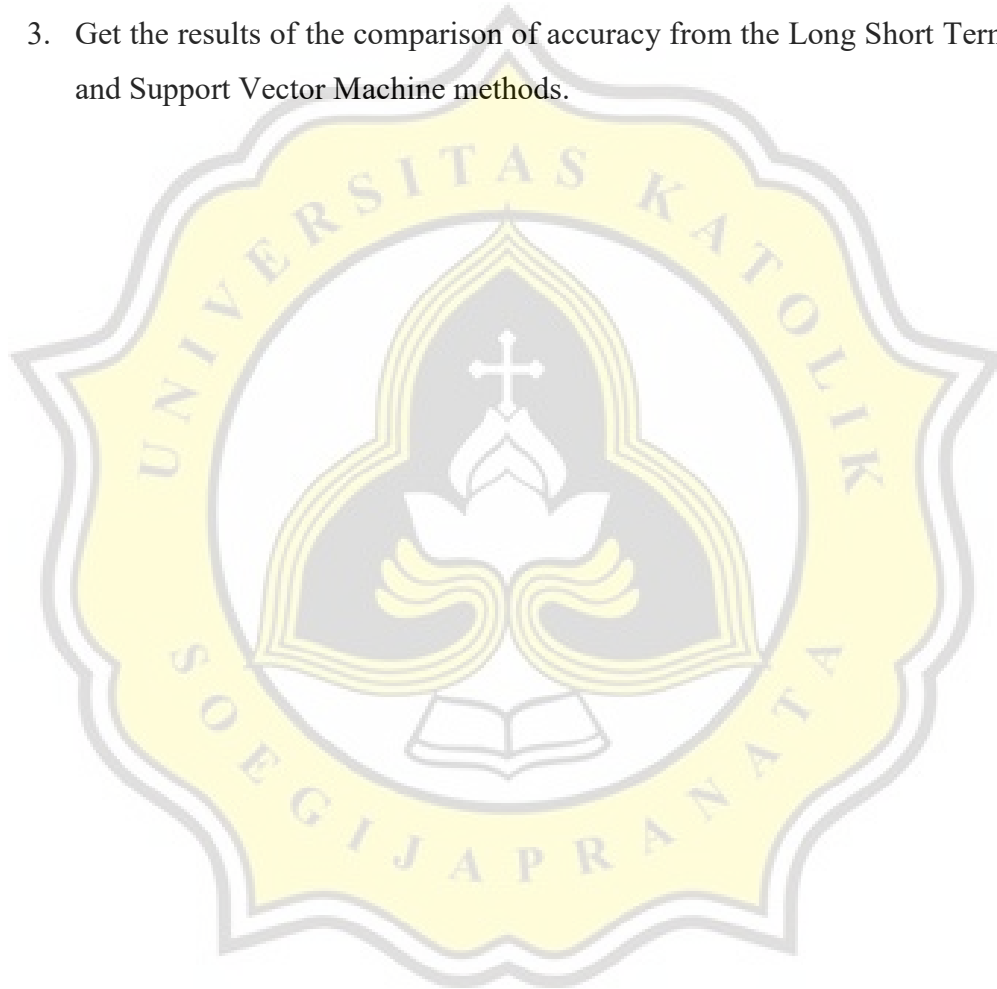 3. Get the results of the comparison of accuracy from the Long Short Term
and Support Vector Machine methods.
UNIVERSITAS KATOLIK
SOEGIJAPRANATA